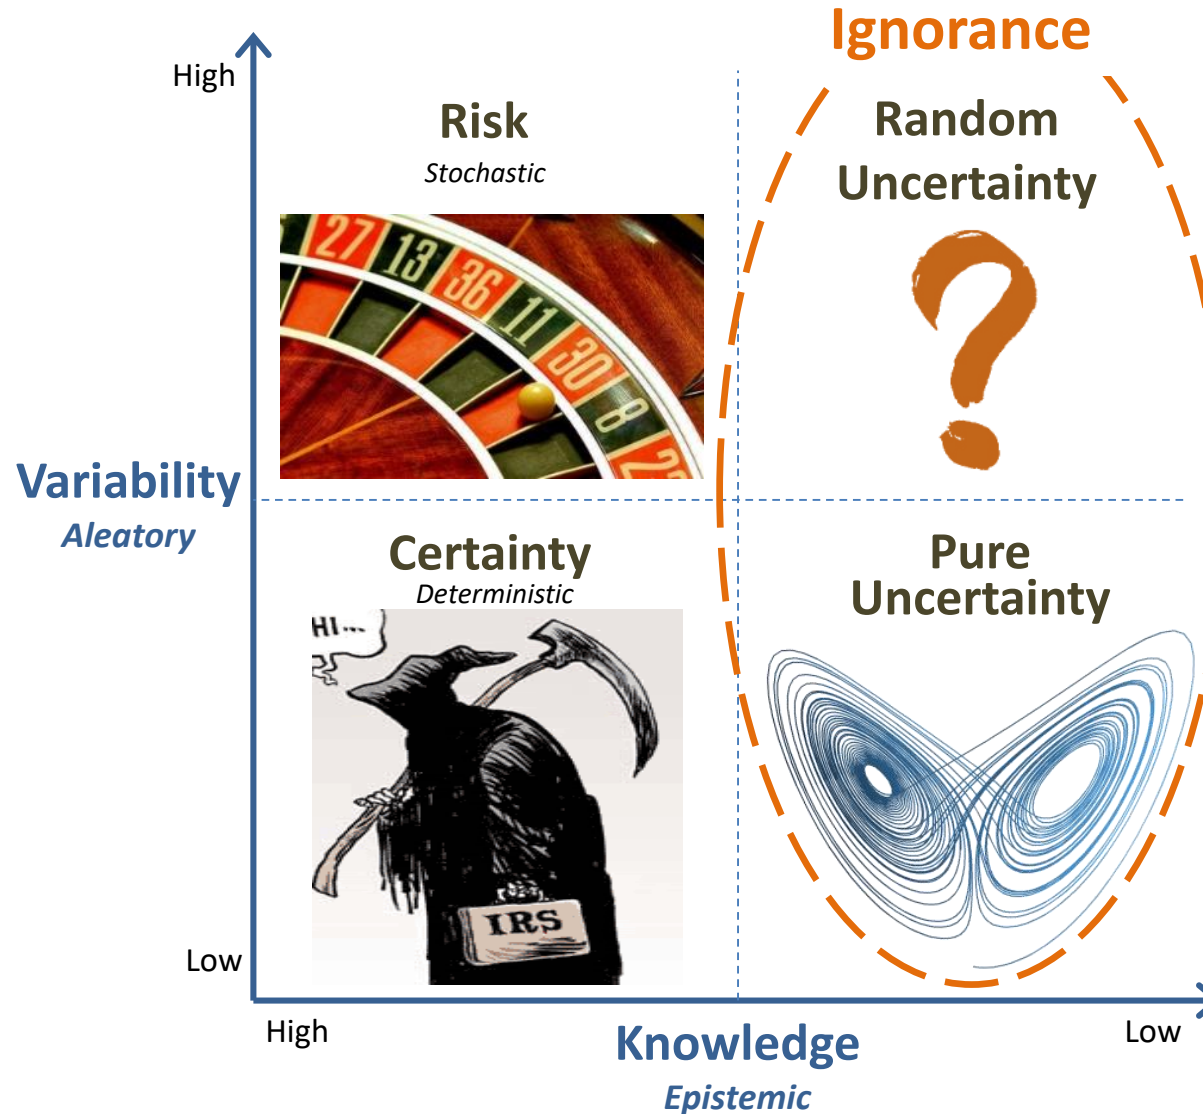 Ignorance
High
Risk
Stochastic
Random
Uncertainty
27
13
36
11
30
8
Variability
Aleatory
Certainty
Deterministic
Pure
Uncertainty
HI...
IRS
Low
High
Knowledge
Low
Epistemic